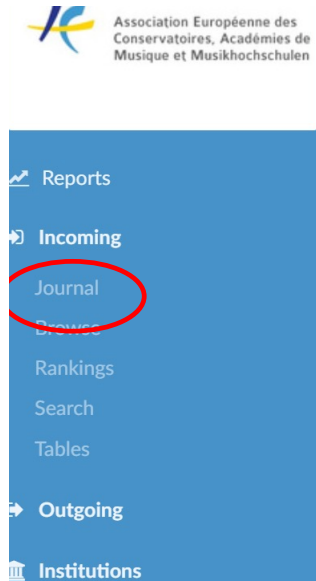 Association Européenne des
Conservatoires, Académies de
Musique et Musikhochschulen
Reports
Incoming
Journal
Browse
Rankings
Search
Tables
Outgoing
Institutions